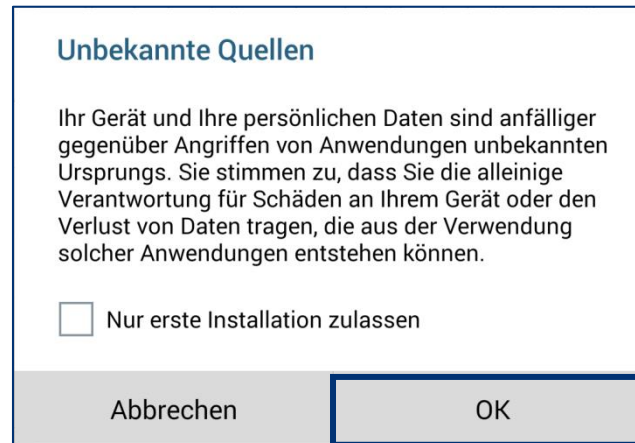 Unbekannte Quellen
Ihr Gerät und Ihre persönlichen Daten sind anfälliger
gegenüber Angriffen von Anwendungen unbekannten
Ursprungs. Sie stimmen zu, dass Sie die alleinige
Verantwortung für Schäden an Ihrem Gerät oder den
Verlust von Daten tragen, die aus der Verwendung
solcher Anwendungen entstehen können.
Nur erste Installation zulassen
Abbrechen
OK